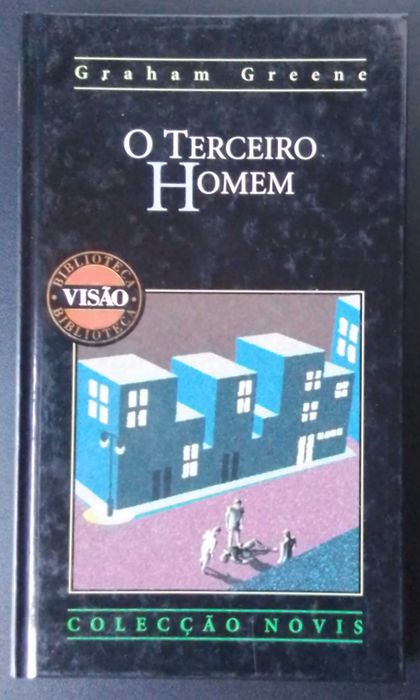 Graham Greene
O TERCEIRO
HOMEM
BIBLIOTECA
VISÃO
BIBLIOTECA
COLECÇÃO NOVIS